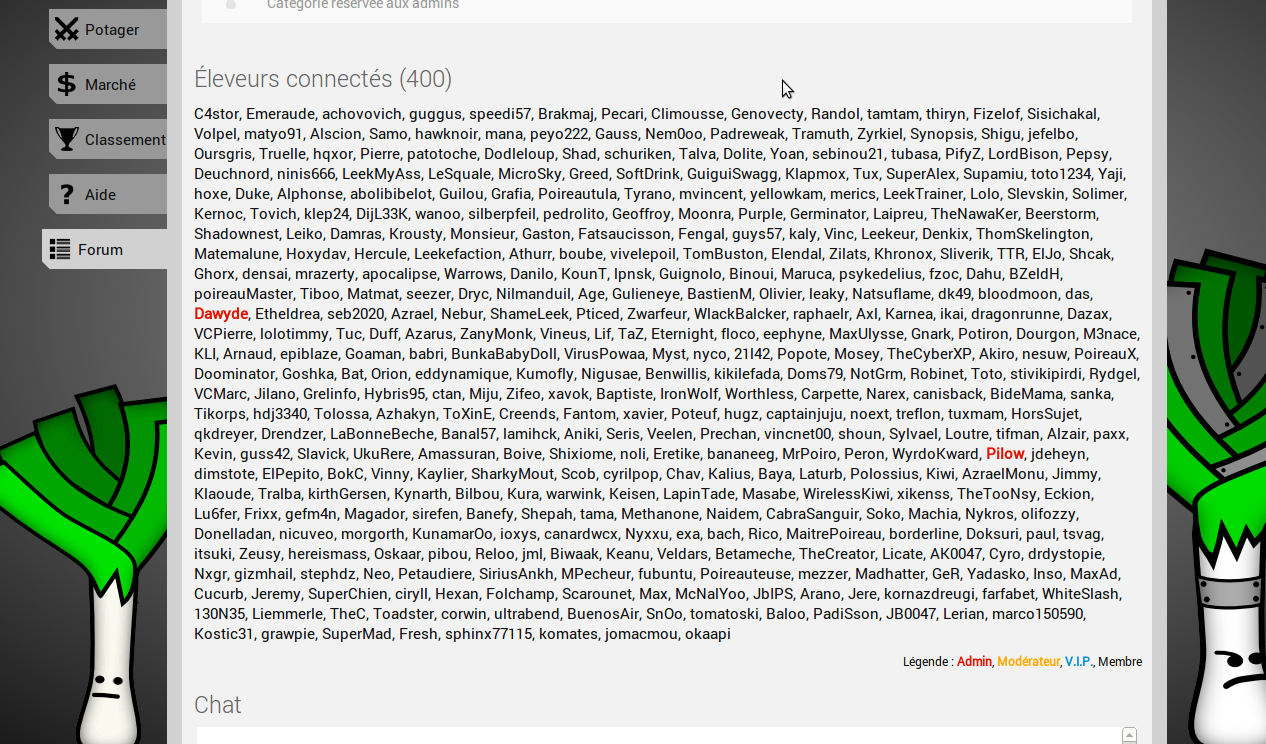 Catégorie réservée aux admins
Potager
Marché
Classement
Aide
Forum
Éleveurs connectés (400)
C4stor, Emeraude, achovovich, guggus, speedi57, Brakmaj, Pecari, Climousse, Genovecty, Randol, tamtam, thiryn, Fizelof, Sisichakal,
Volpel, matyo91, Alscion, Samo, hawknoir, mana, peyo222, Gauss, Nem0oo, Padreweak, Tramuth, Zyrkiel, Synopsis, Shigu, jefelbo,
Oursgris, Truelle, hqxor, Pierre, patotoche, Dodleloup, Shad, schuriken, Talva, Dolite, Yoan, sebinou21, tubasa, PifyZ, LordBison, Pepsy,
Deuchnord, ninis666, LeekMyAss, LeSquale, MicroSky, Greed, SoftDrink, GuiguiSwagg, Klapmox, Tux, SuperAlex, Supamiu, toto1234, Yaji,
hoxe, Duke, Alphonse, abolibibelot, Guilou, Grafia, Poireautula, Tyrano, mvincent, yellowkam, merics, LeekTrainer, Lolo, Slevskin, Solimer,
Kernoc, Tovich, klep24, DijL33K, wanoo, silberpfeil, pedrolito, Geoffroy, Moonra, Purple, Germinator, Laipreu, TheNawaKer, Beerstorm,
Shadownest, Leiko, Damras, Krousty, Monsieur, Gaston, Fatsaucisson, Fengal, guys57, kaly, Vinc, Leekeur, Denkix, ThomSkelington,
Matemalune, Hoxydav, Hercule, Leekefaction, Athurr, boube, vivelepoil, TomBuston, Elendal, Zilats, Khronox, Sliverik, TTR, ElJo, Shcak,
Ghorx, densai, mrazerty, apocalipse, Warrows, Danilo, KounT, Ipnsk, Guignolo, Binoui, Maruca, psykedelius, fzoc, Dahu, BZeldH,
poireauMaster, Tiboo, Matmat, seezer, Dryc, Nilmanduil, Age, Gulieneye, BastienM, Olivier, leaky, Natsuflame, dk49, bloodmoon, das,
Dawyde, Etheldrea, seb2020, Azrael, Nebur, ShameLeek, Pticed, Zwarfeur, WlackBalcker, raphaelr, Axl, Karnea, ikai, dragonrunne, Dazax,
VCPierre, lolotimmy, Tuc, Duff, Azarus, ZanyMonk, Vineus, Lif, TaZ, Eternight, floco, eephyne, MaxUlysse, Gnark, Potiron, Dourgon, M3nace,
KLI, Arnaud, epiblaze, Goaman, babri, BunkaBabyDoll, VirusPowaa, Myst, nyco, 21I42, Popote, Mosey, TheCyberXP, Akiro, nesuw, PoireauX,
Doominator, Goshka, Bat, Orion, eddynamique, Kumofly, Nigusae, Benwillis, kikilefada, Doms79, NotGrm, Robinet, Toto, stivikipirdi, Rydgel,
VCMarc, Jilano, Grelinfo, Hybris95, ctan, Miju, Zifeo, xavok, Baptiste, IronWolf, Worthless, Carpette, Narex, canisback, BideMama, sanka,
Tikorps, hdj3340, Tolossa, Azhakyn, ToXinE, Creends, Fantom, xavier, Poteuf, hugz, captainjuju, noext, treflon, tuxmam, HorsSujet,
qkdreyer, Drendzer, LaBonneBeche, Banal57, Iamihck, Aniki, Seris, Veelen, Prechan, vincnet00, shoun, Sylvael, Loutre, tifman, Alzair, paxx,
Kevin, guss42, Slavick, UkuRere, Amassuran, Boive, Shixiome, noli, Eretike, bananeeg, MrPoiro, Peron, WyrdoKward, Pilow, jdeheyn,
dimstote, ElPepito, BokC, Vinny, Kaylier, SharkyMout, Scob, cyrilpop, Chav, Kalius, Baya, Laturb, Polossius, Kiwi, AzraelMonu, Jimmy,
Klaoude, Tralba, kirthGersen, Kynarth, Bilbou, Kura, warwink, Keisen, LapinTade, Masabe, WirelessKiwi, xikenss, TheTooNsy, Eckion,
Lu6fer, Frixx, gefm4n, Magador, sirefen, Banefy, Shepah, tama, Methanone, Naidem, CabraSanguir, Soko, Machia, Nykros, olifozzy,
Donelladan, nicuveo, morgorth, KunamarOo, ioxys, canardwcx, Nyxxu, exa, bach, Rico, MaitrePoireau, borderline, Doksuri, paul, tsvag,
itsuki, Zeusy, hereismass, Oskaar, pibou, Reloo, jml, Biwaak, Keanu, Veldars, Betameche, TheCreator, Licate, AK0047, Cyro, drdystopie,
Nxgr, gizmhail, stephdz, Neo, Petaudiere, SiriusAnkh, MPecheur, fubuntu, Poireauteuse, mezzer, Madhatter, GeR, Yadasko, Inso, MaxAd,
Cucurb, Jeremy, SuperChien, ciryll, Hexan, Folchamp, Scarounet, Max, McNalYoo, JbIPS, Arano, Jere, kornazdreugi, farfabet, WhiteSlash,
130N35, Liemmerle, TheC, Toadster, corwin, ultrabend, BuenosAir, SnOo, tomatoski, Baloo, PadiSson, JB0047, Lerian, marco150590,
Kostic31, grawpie, SuperMad, Fresh, sphinx77115, komates, jomacmou, okaapi
Légende : Admin, Modérateur, V.I.P., Membre
Chat